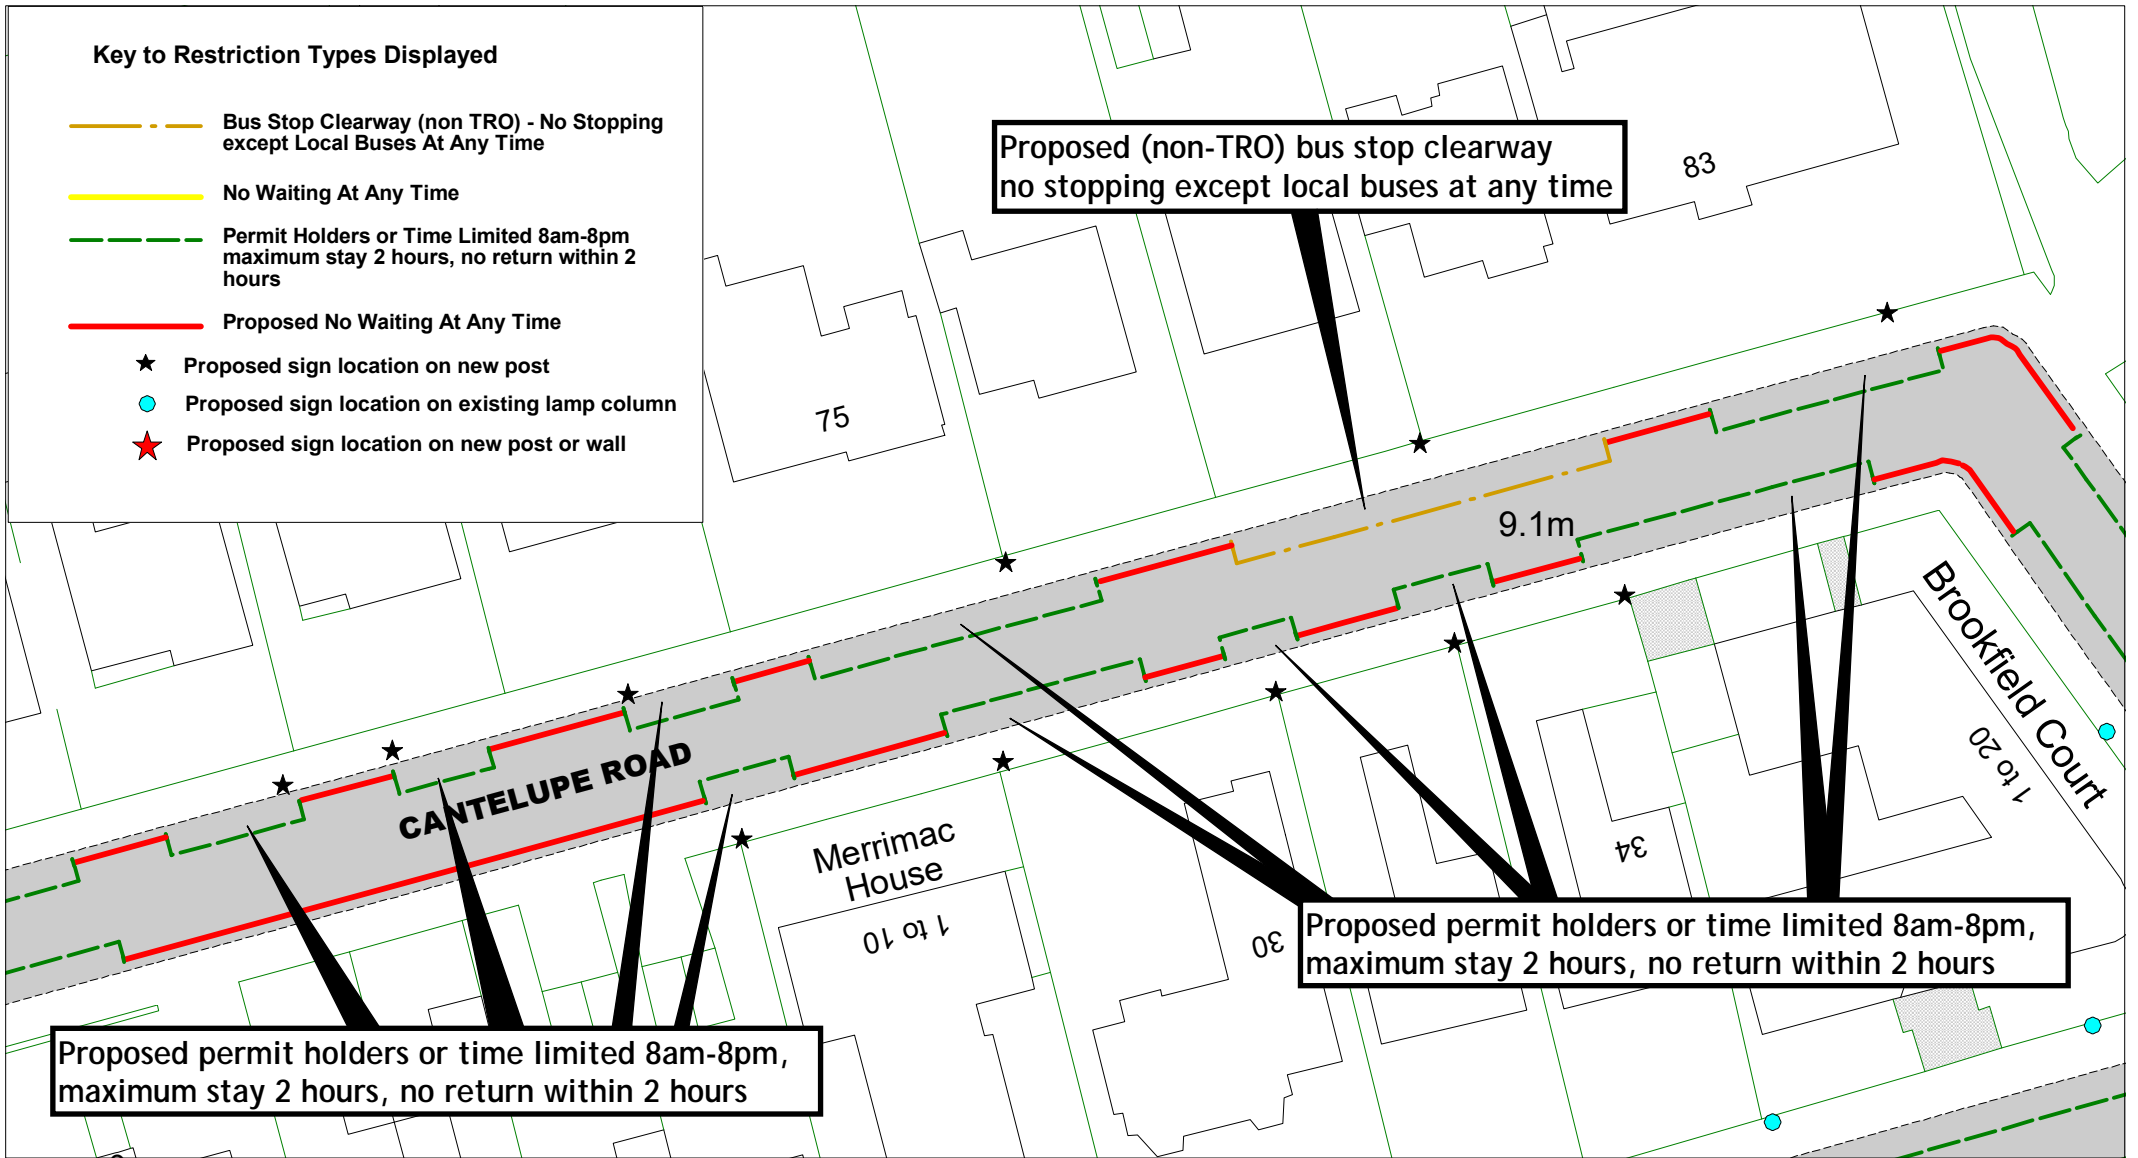 Key to Restriction Types Displayed
Bus Stop Clearway (non TRO) - No Stopping
except Local Buses At Any Time
No Waiting At Any Time
Permit Holders or Time Limited 8am-8pm
maximum stay 2 hours, no return within 2
hours
Proposed No Waiting At Any Time
Proposed sign location on new post
Proposed sign location on existing lamp column
Proposed sign location on new post or wall
Proposed (non-TRO) bus stop clearway
no stopping except local buses at any time
83
75
9.1m
CANTELUPE ROAD
Merrimac
House
1 to 10
30
34
Brookfield Court
1 to 20
Proposed permit holders or time limited 8am-8pm,
maximum stay 2 hours, no return within 2 hours
Proposed permit holders or time limited 8am-8pm,
maximum stay 2 hours, no return within 2 hours